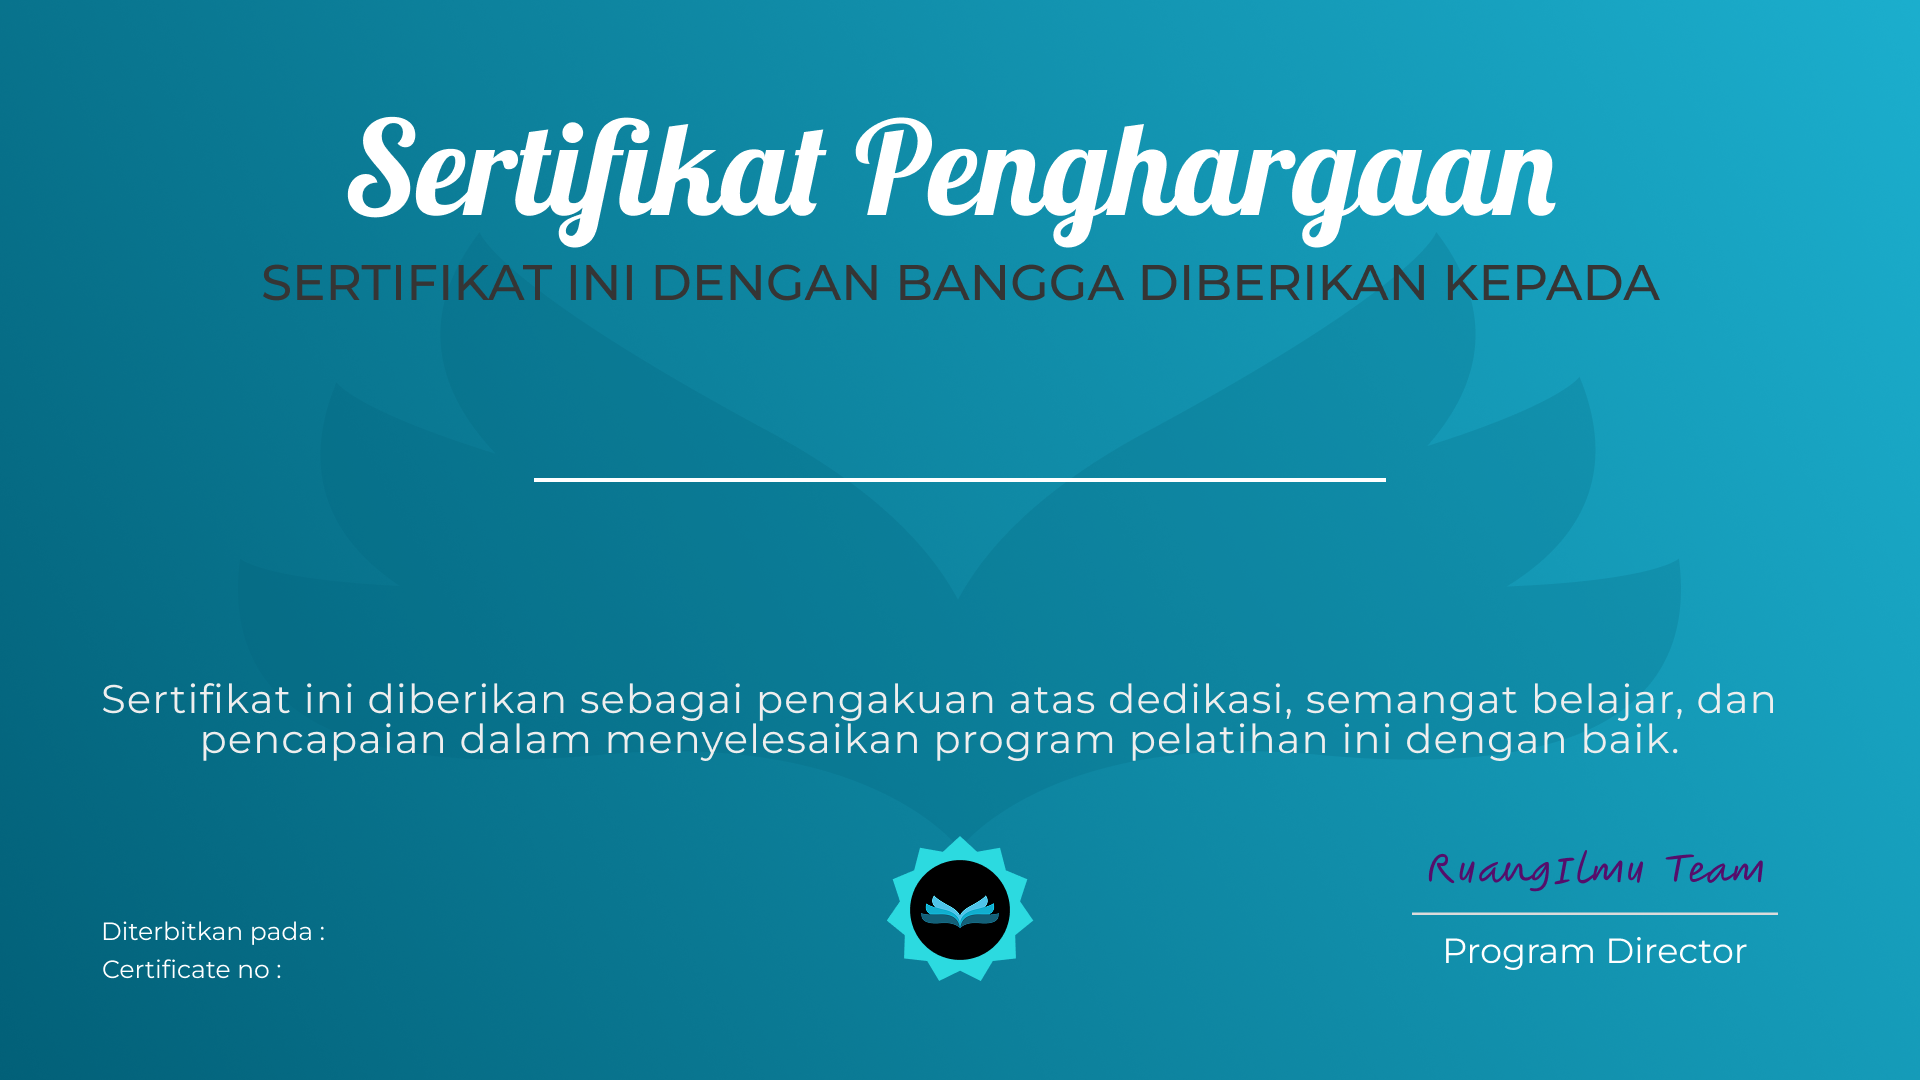 Sertifikat Penghargaan
SERTIFIKAT INI DENGAN BANGGA DIBERIKAN KEPADA
Sertifikat ini diberikan sebagai pengakuan atas dedikasi, semangat belajar, dan
pencapaian dalam menyelesaikan program pelatihan ini dengan baik.
RuangIlmu Team
Program Director
Diterbitkan pada :
Certificate no :